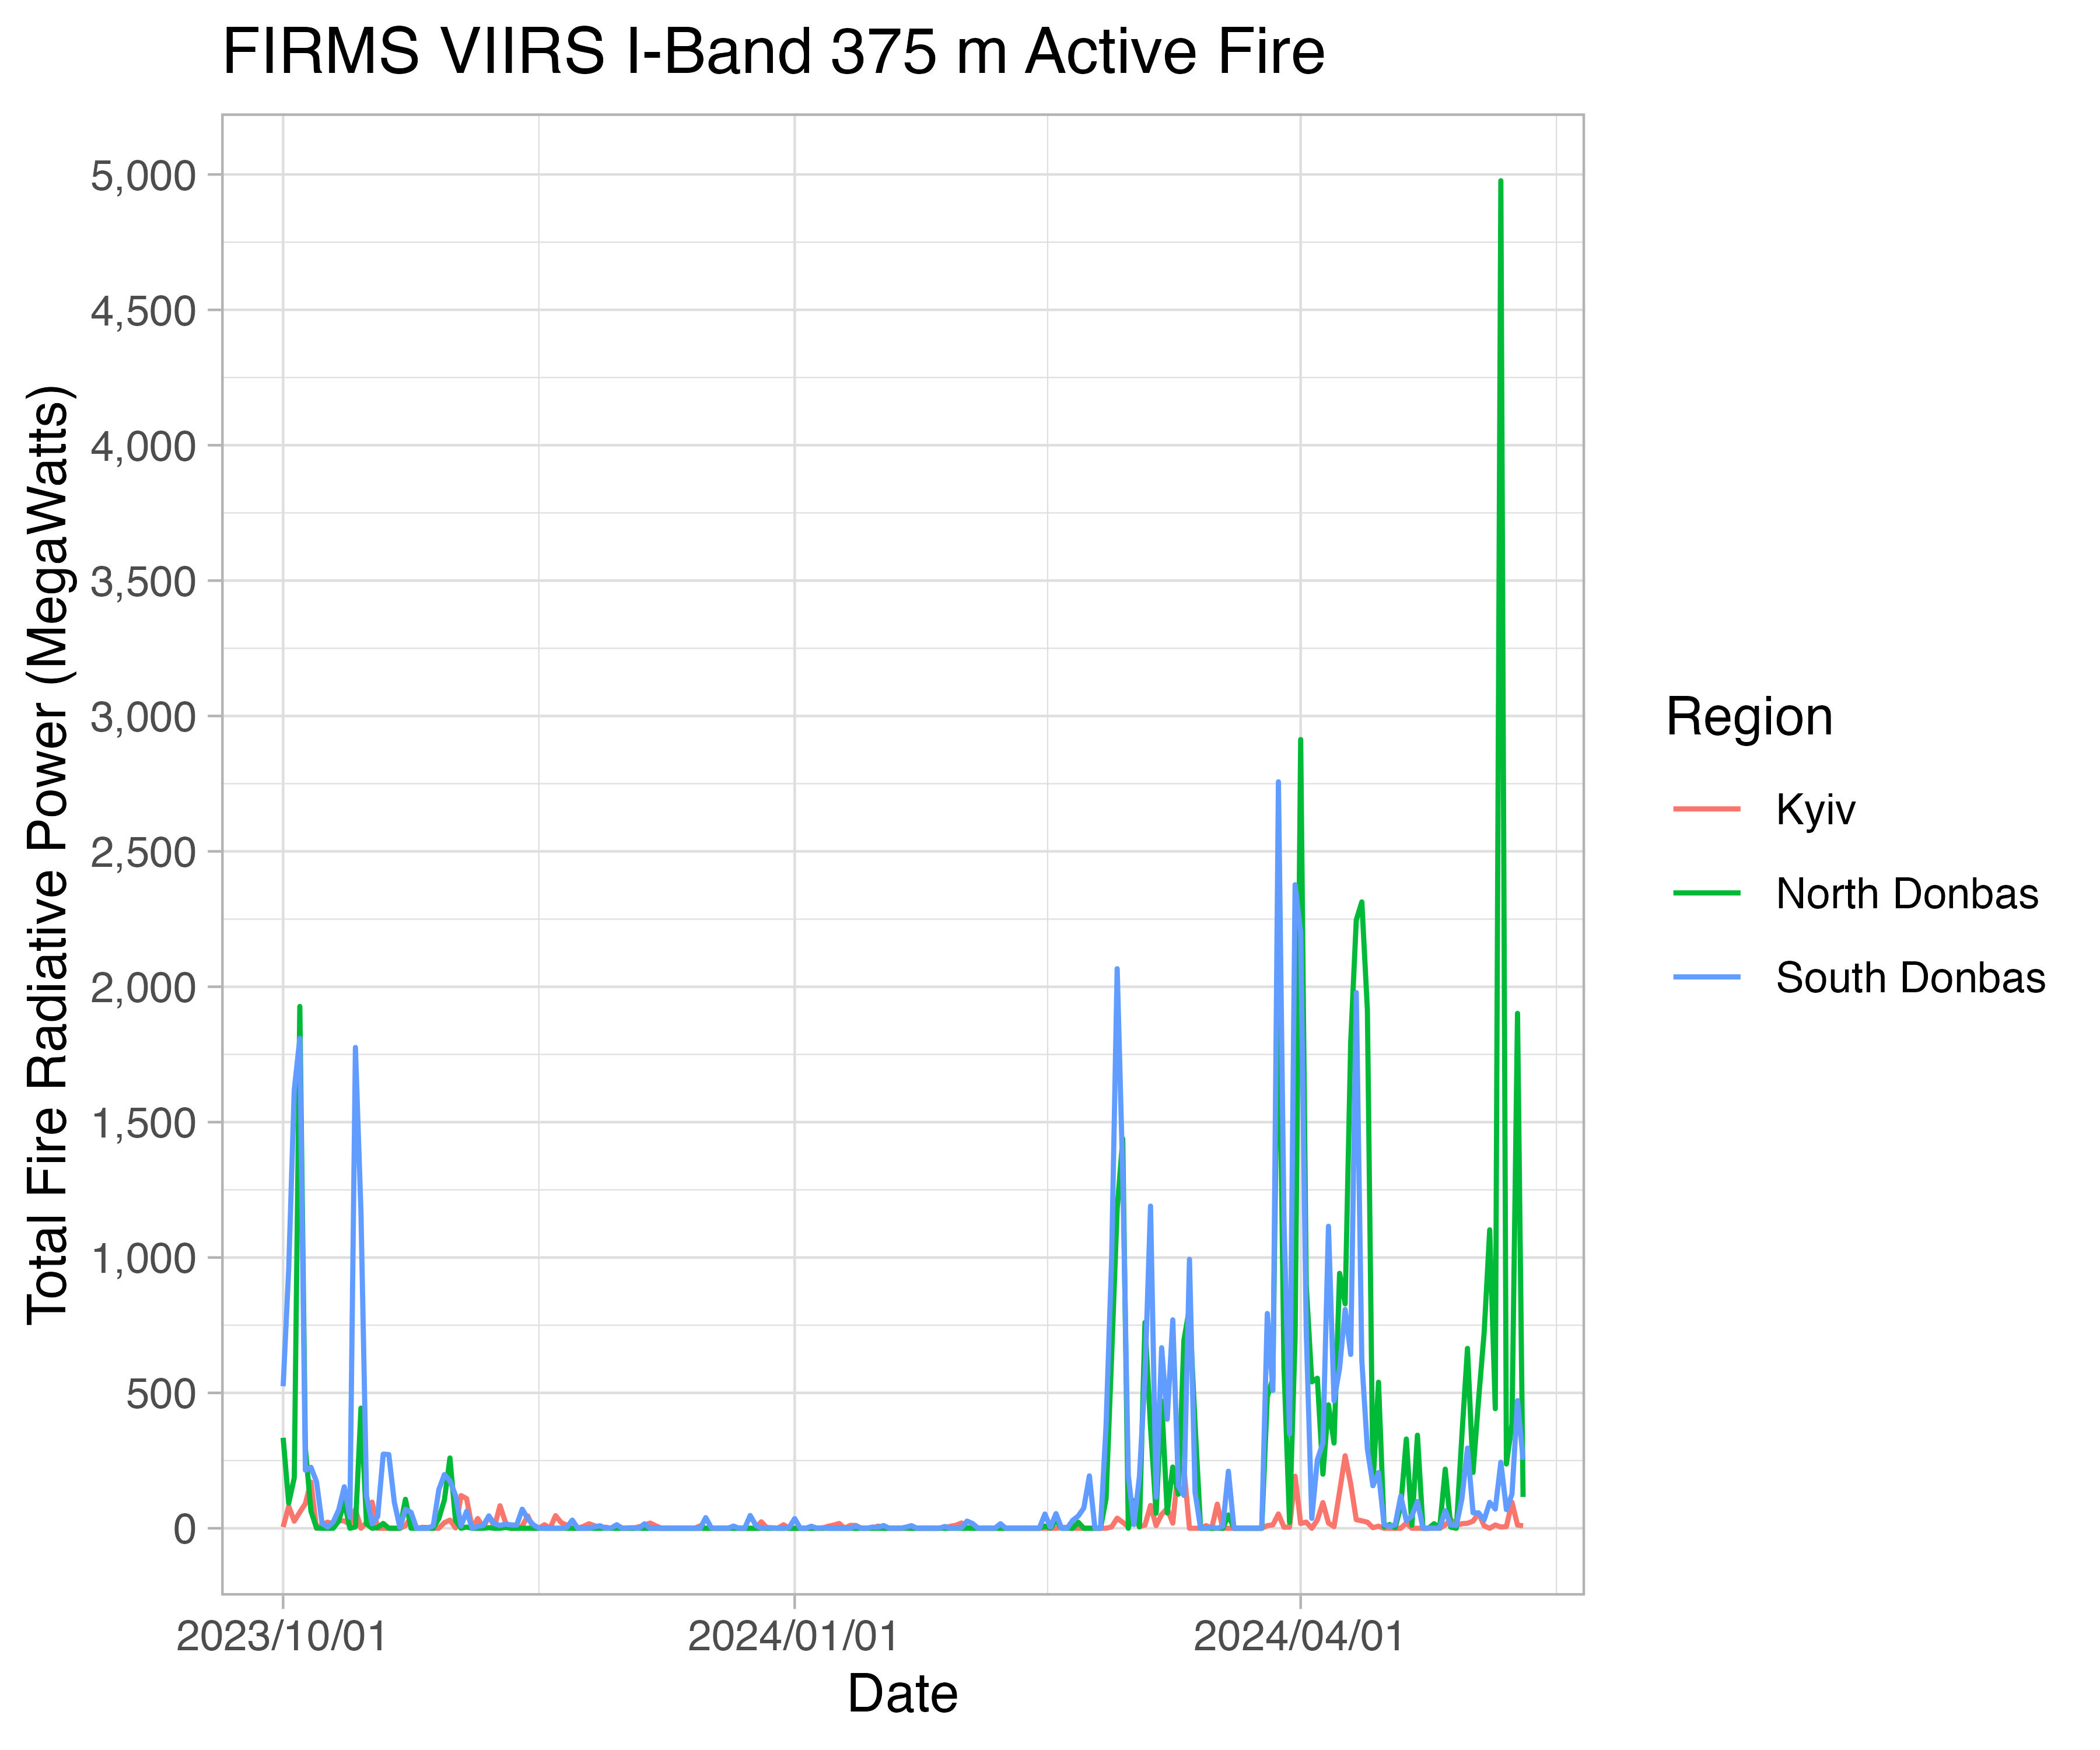 FIRMS VIIRS I-Band 375 m Active Fire
Total Fire Radiative Power (MegaWatts)
5,000
4,500
4,000
3,500
3,000
2,500
2,000
1,500
1,000
500
0
2023/10/01
2024/01/01
2024/04/01
Date
Region
Kyiv
North Donbas
South Donbas